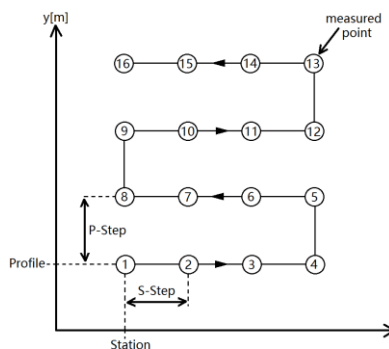 y[m]
measured
point
16 15 14 13
9 10 11 12
8 7 6 5
P-Step
Profile
1 2 3 4
S-Step
Station